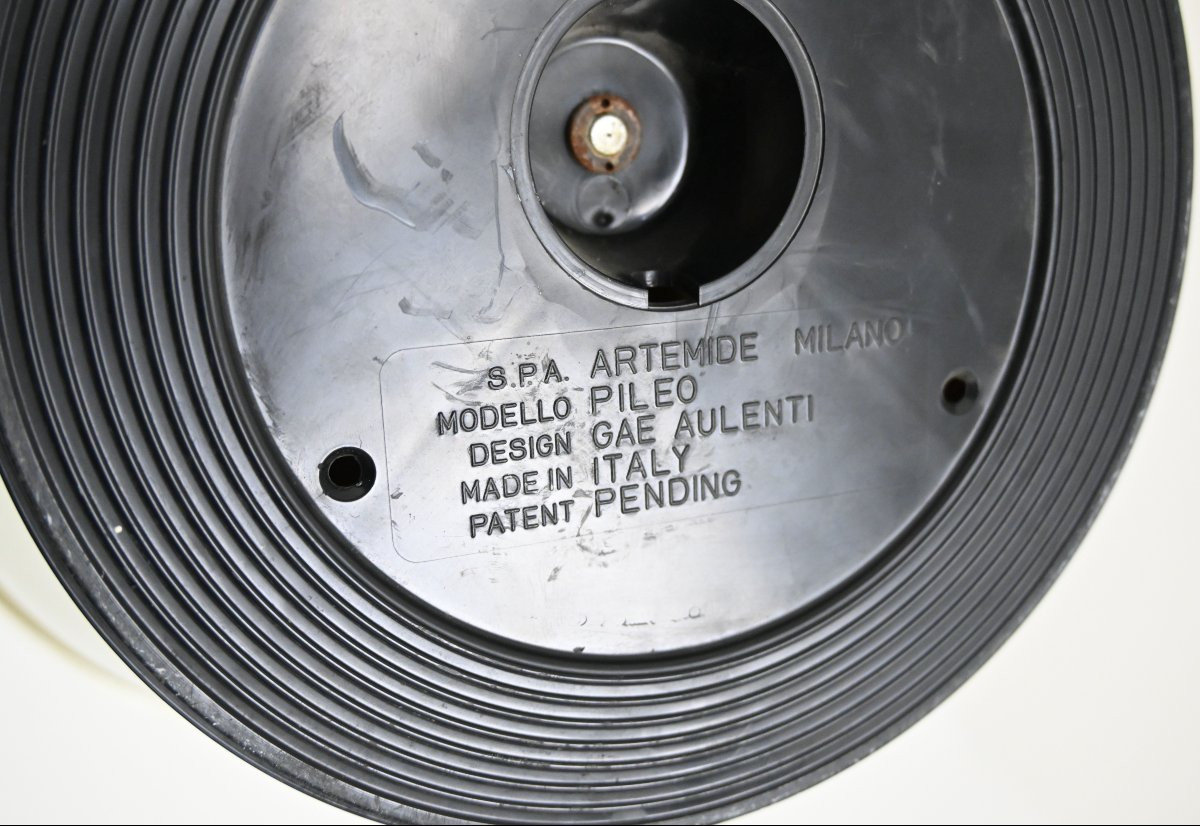 S.P.A. ARTEMIDE MILANO
MODELLO PILEO
DESIGN GAE AULENTI
MADE IN ITALY
PATENT PENDING